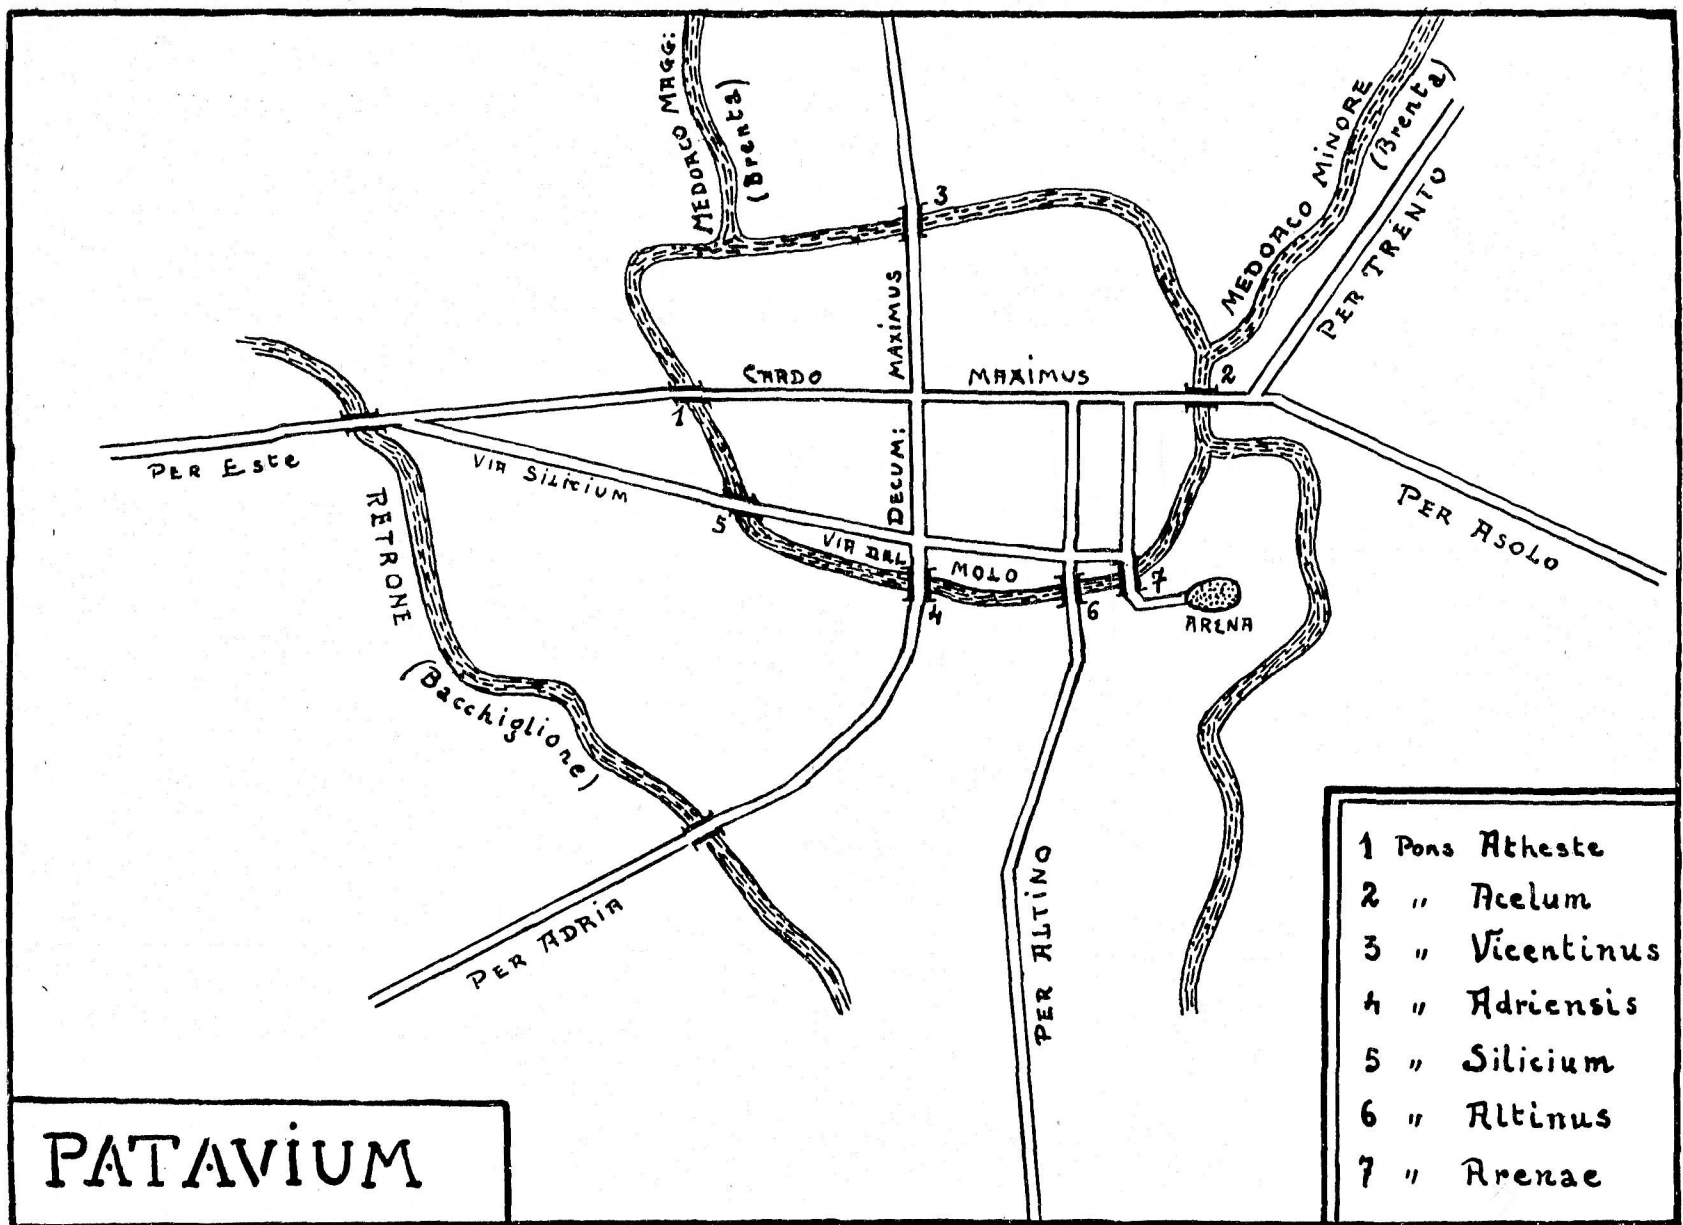 MEDOACO MAGG:
(Brenta)
MEDOACO MINORE
(Brenta)
PER TRENTO
3
DECUM: MAXIMUS
CARDO MAXIMUS
2
1
PER ESte
VIA SILICIUM
PER ASOLO
5
VIA DAL MOLO
RETRONE
(Bacchiglione)
4
6
7
ARENA
PER ADRIA
PER ALTINO
1 Pons Atheste
2 " Acelum
3 " Vicentinus
4 " Adriensis
5 " Silicium
6 " Altinus
7 " Arenae
PATAVIUM